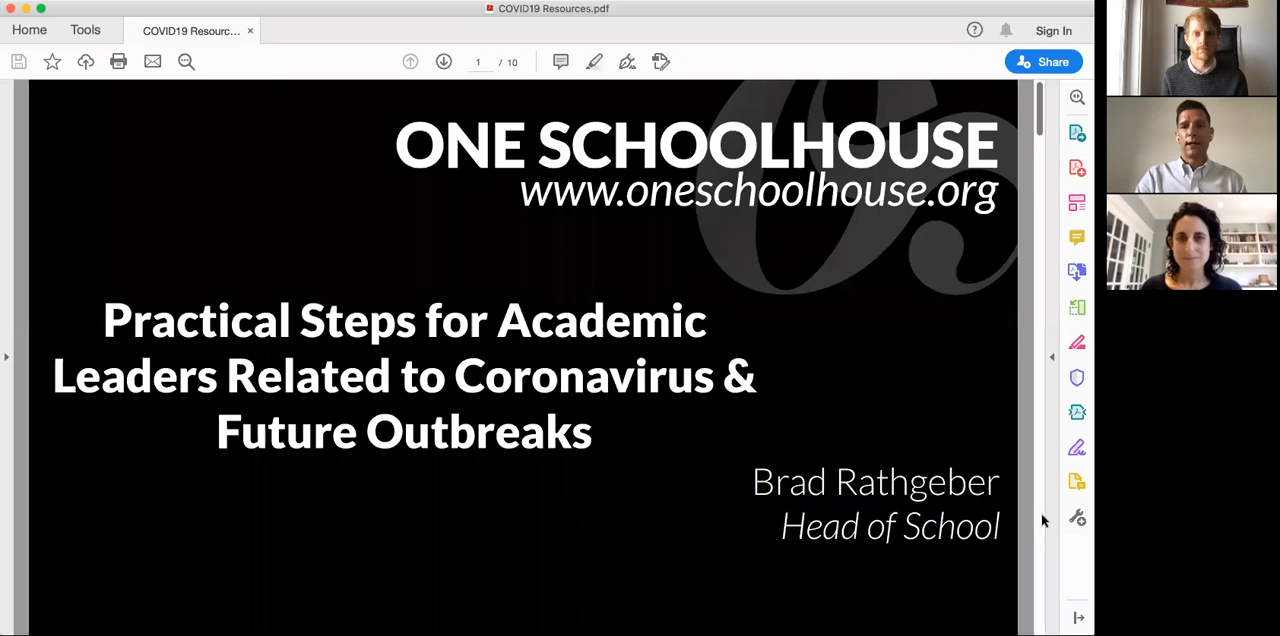 COVID19 Resources.pdf
Home
Tools
COVID19 Resourc... ×
Sign In
1 / 10
Share
ONE SCHOOLHOUSE
www.oneschoolhouse.org
Practical Steps for Academic
Leaders Related to Coronavirus &
Future Outbreaks
Brad Rathgeber
Head of School